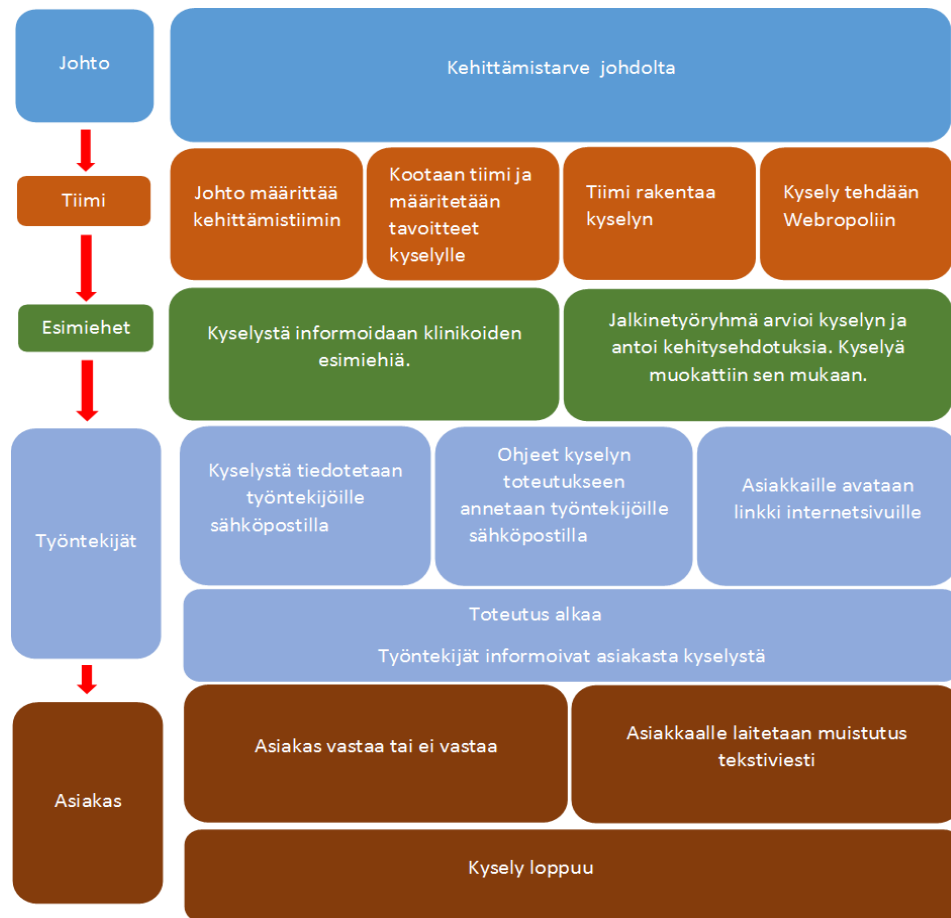 Johto
Kehittämistarve johdolta
Tiimi
Johto määrittää
kehittämistiimin
Kootaan tiimi ja
määritetään
tavoitteet
kyselylle
Tiimi rakentaa
kyselyn
Kysely tehdään
Webropoliin
Esimiehet
Kyselystä informoidaan klinikoiden
esimiehiä.
Jalkinetyöryhmä arvioi kyselyn ja
antoi kehitysehdotuksia. Kyselyä
muokattiin sen mukaan.
Työntekijät
Kyselystä tiedotetaan
työntekijöille
sähköpostilla
Ohjeet kyselyn
toteutukseen
annetaan työntekijöille
sähköpostilla
Asiakkaille avataan
linkki internetsivuille
Toteutus alkaa
Työntekijät informoivat asiakasta kyselystä
Asiakas
Asiakas vastaa tai ei vastaa
Asiakkaalle laitetaan muistutus
tekstiviesti
Kysely loppuu